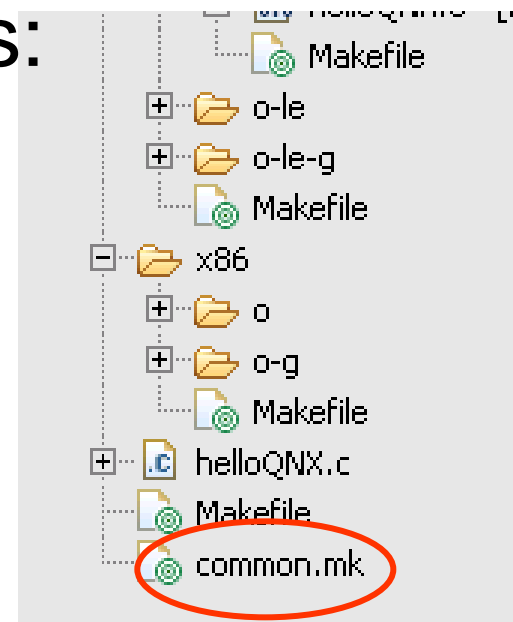 s:
Makefile
o-le
o-le-g
Makefile
x86
o
o-g
Makefile
helloQNX.c
Makefile
common.mk